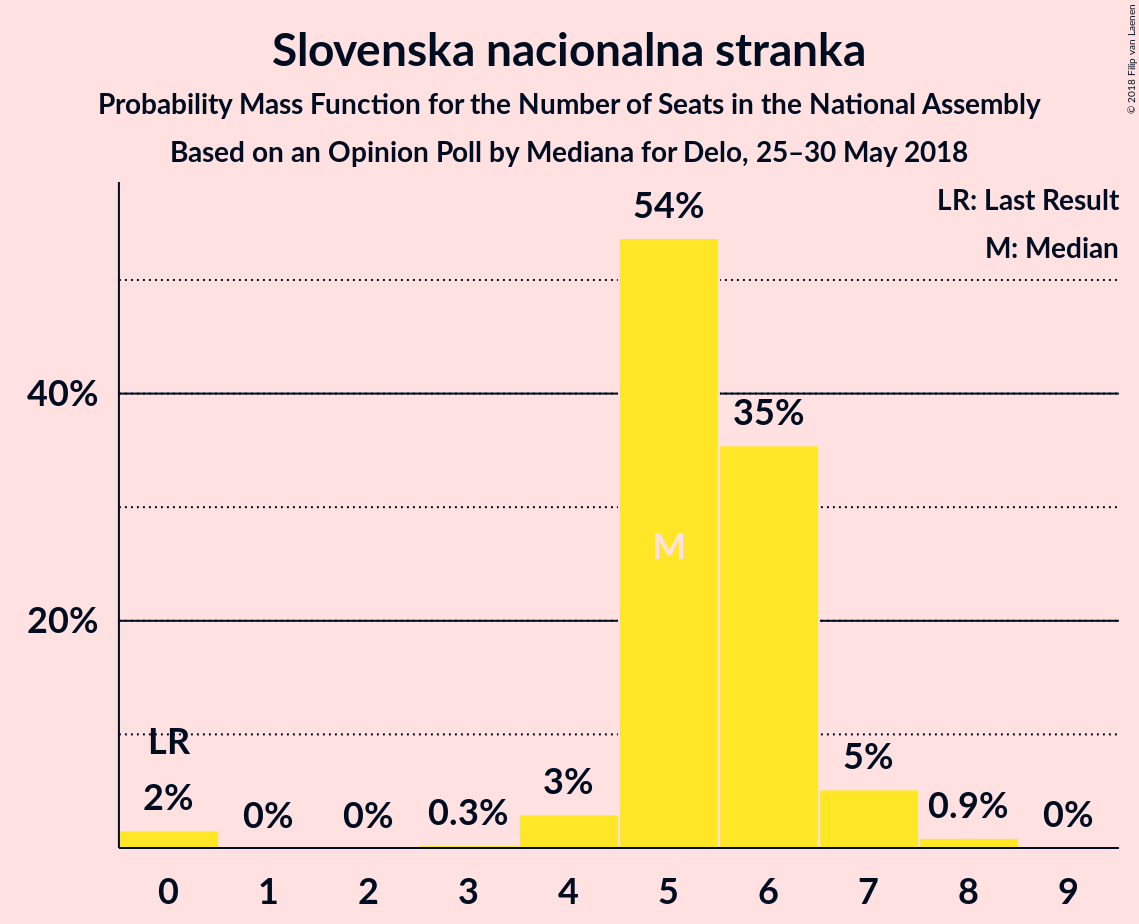 Slovenska nacionalna stranka
Probability Mass Function for the Number of Seats in the National Assembly
Based on an Opinion Poll by Mediana for Delo, 25–30 May 2018
© 2018 Filip van Laenen
LR: Last Result
M: Median
54%
40%
35%
M
20%
LR
2%
0%
0%
0.3%
3%
5%
0.9%
0%
0 1 2 3 4 5 6 7 8 9